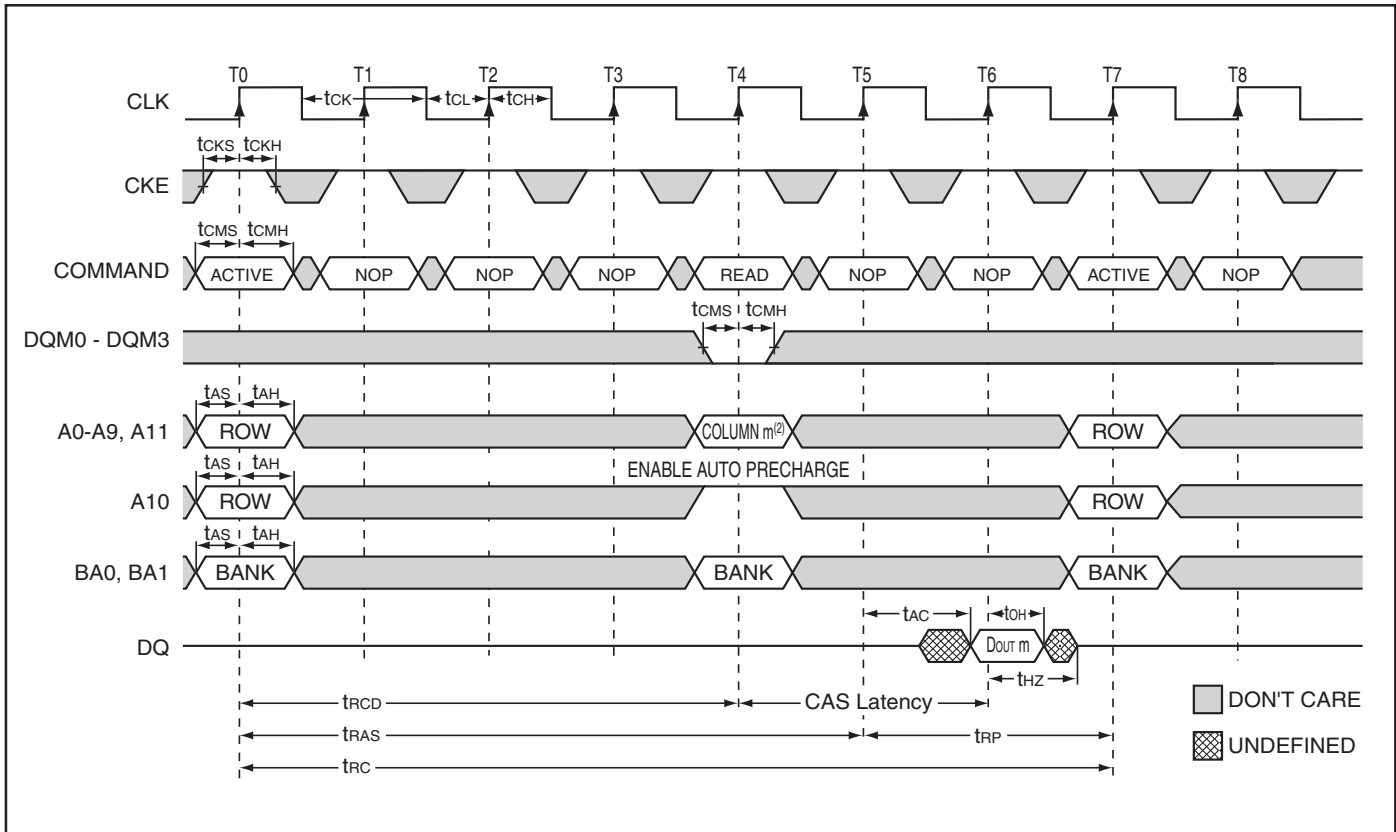 T0 T1 T2 T3 T4 T5 T6 T7 T8
CLK tCK tCL tCH
tCKS tCKH
CKE
tCMS tCMH
COMMAND ACTIVE NOP NOP NOP READ NOP NOP ACTIVE NOP
tCMS tCMH
DQM0 - DQM3
tAS tAH
A0-A9, A11 ROW COLUMN m(2) ROW
tAS tAH ENABLE AUTO PRECHARGE
A10 ROW ROW
tAS tAH
BA0, BA1 BANK BANK BANK
tAC tOH
DQ DOUT m
tHZ
tRCD CAS Latency
DON'T CARE
tRAS tRP
UNDEFINED
tRC